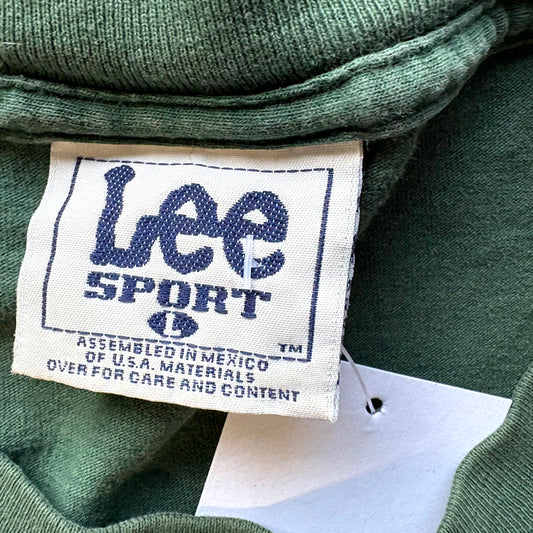 Lee
SPORT
L
TM
ASSEMBLED IN MEXICO
OF U.S.A. MATERIALS
OVER FOR CARE AND CONTENT